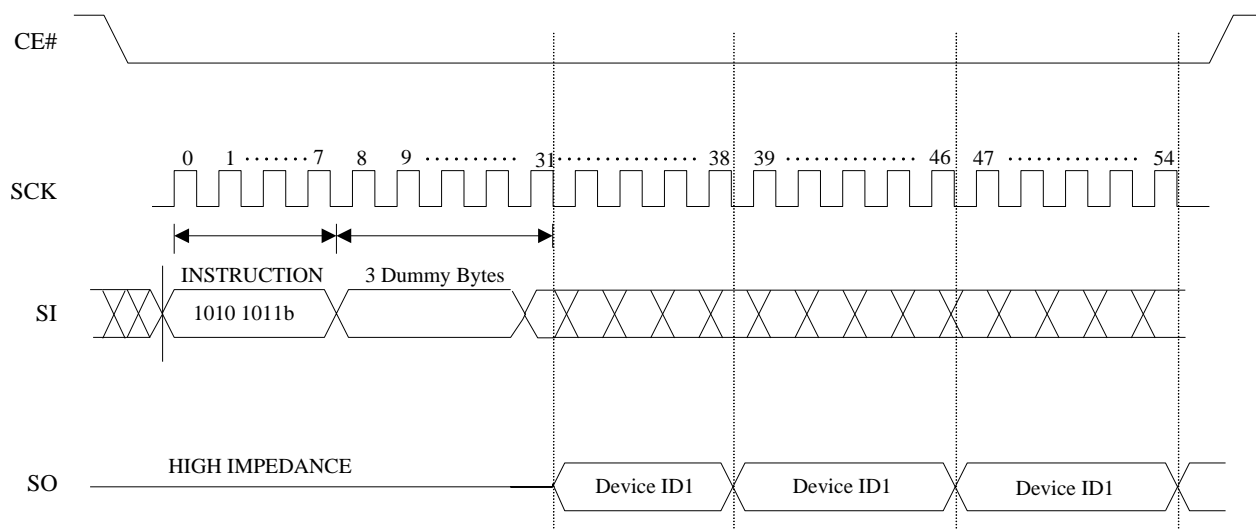 CE#
0 1 ······· 7 8 9 ·········· 31 ·············· 38 39 ·············· 46 47 ············ 54
SCK
INSTRUCTION 3 Dummy Bytes
SI 1010 1011b
HIGH IMPEDANCE
SO Device ID1 Device ID1 Device ID1